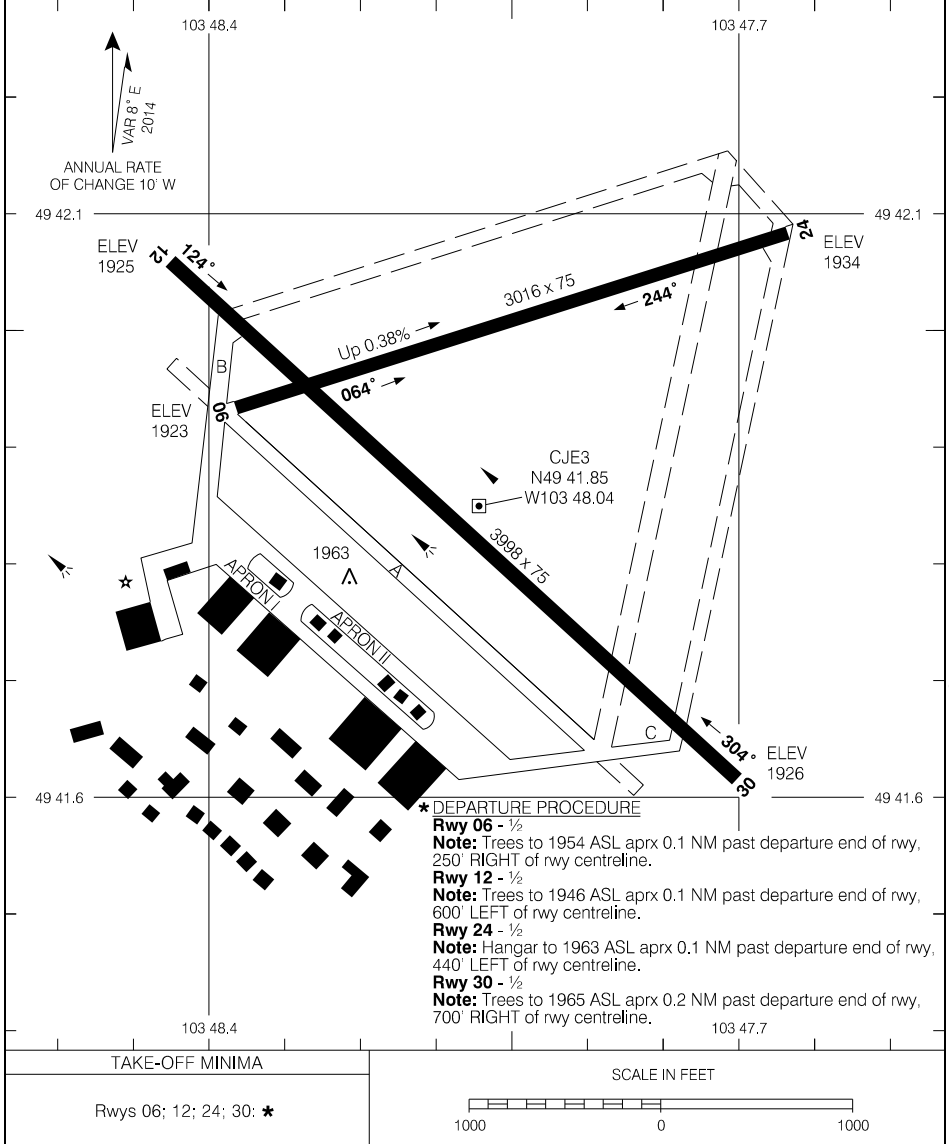 103 48.4
103 47.7
VAR 8° E
2014
ANNUAL RATE
OF CHANGE 10' W
49 42.1
49 42.1
ELEV
1925
12
124°
24
ELEV
1934
3016 x 75
244°
Up 0.38%
064°
B
06
ELEV
1923
CJE3
N49 41.85
W103 48.04
3998 x 75
1963
A
APRON I
APRON II
C
304°
ELEV
1926
30
49 41.6
49 41.6
* DEPARTURE PROCEDURE
Rwy 06 - ½
Note: Trees to 1954 ASL aprx 0.1 NM past departure end of rwy,
250' RIGHT of rwy centreline.
Rwy 12 - ½
Note: Trees to 1946 ASL aprx 0.1 NM past departure end of rwy,
600' LEFT of rwy centreline.
Rwy 24 - ½
Note: Hangar to 1963 ASL aprx 0.1 NM past departure end of rwy,
440' LEFT of rwy centreline.
Rwy 30 - ½
Note: Trees to 1965 ASL aprx 0.2 NM past departure end of rwy,
700' RIGHT of rwy centreline.
103 48.4
103 47.7
TAKE-OFF MINIMA
Rwys 06; 12; 24; 30: *
SCALE IN FEET
1000 0 1000